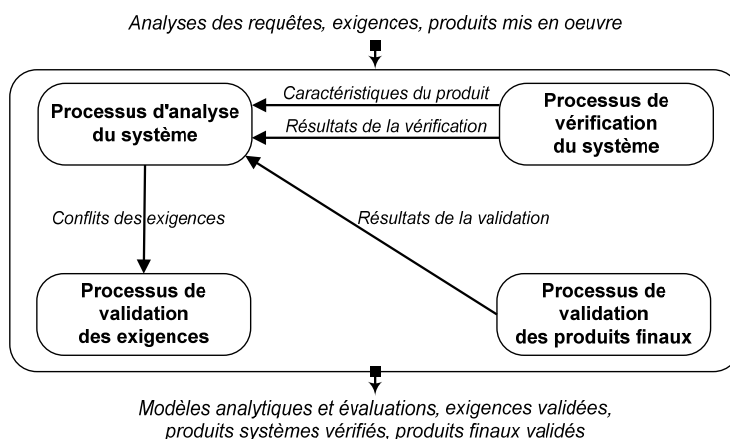 Analyses des requêtes, exigences, produits mis en oeuvre
Processus d'analyse
du système
Caractéristiques du produit
Résultats de la vérification
Processus de
vérification
du système
Conflits des exigences
Résultats de la validation
Processus de
validation
des exigences
Processus de
validation
des produits finaux
Modèles analytiques et évaluations, exigences validées,
produits systèmes vérifiés, produits finaux validés